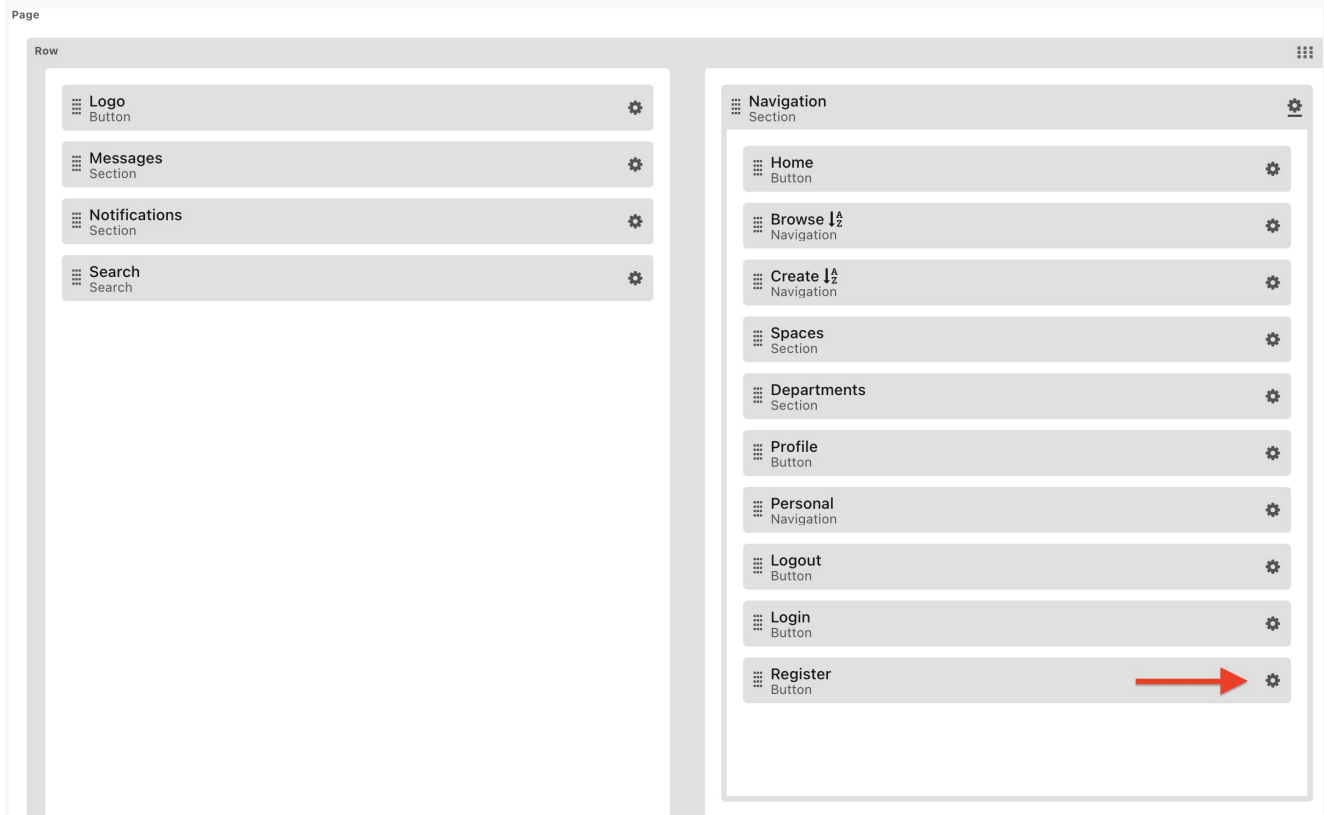 Page
Row
Logo
Button
Messages
Section
Notifications
Section
Search
Search
Navigation
Section
Home
Button
Browse
Navigation
Create
Navigation
Spaces
Section
Departments
Section
Profile
Button
Personal
Navigation
Logout
Button
Login
Button
Register
Button